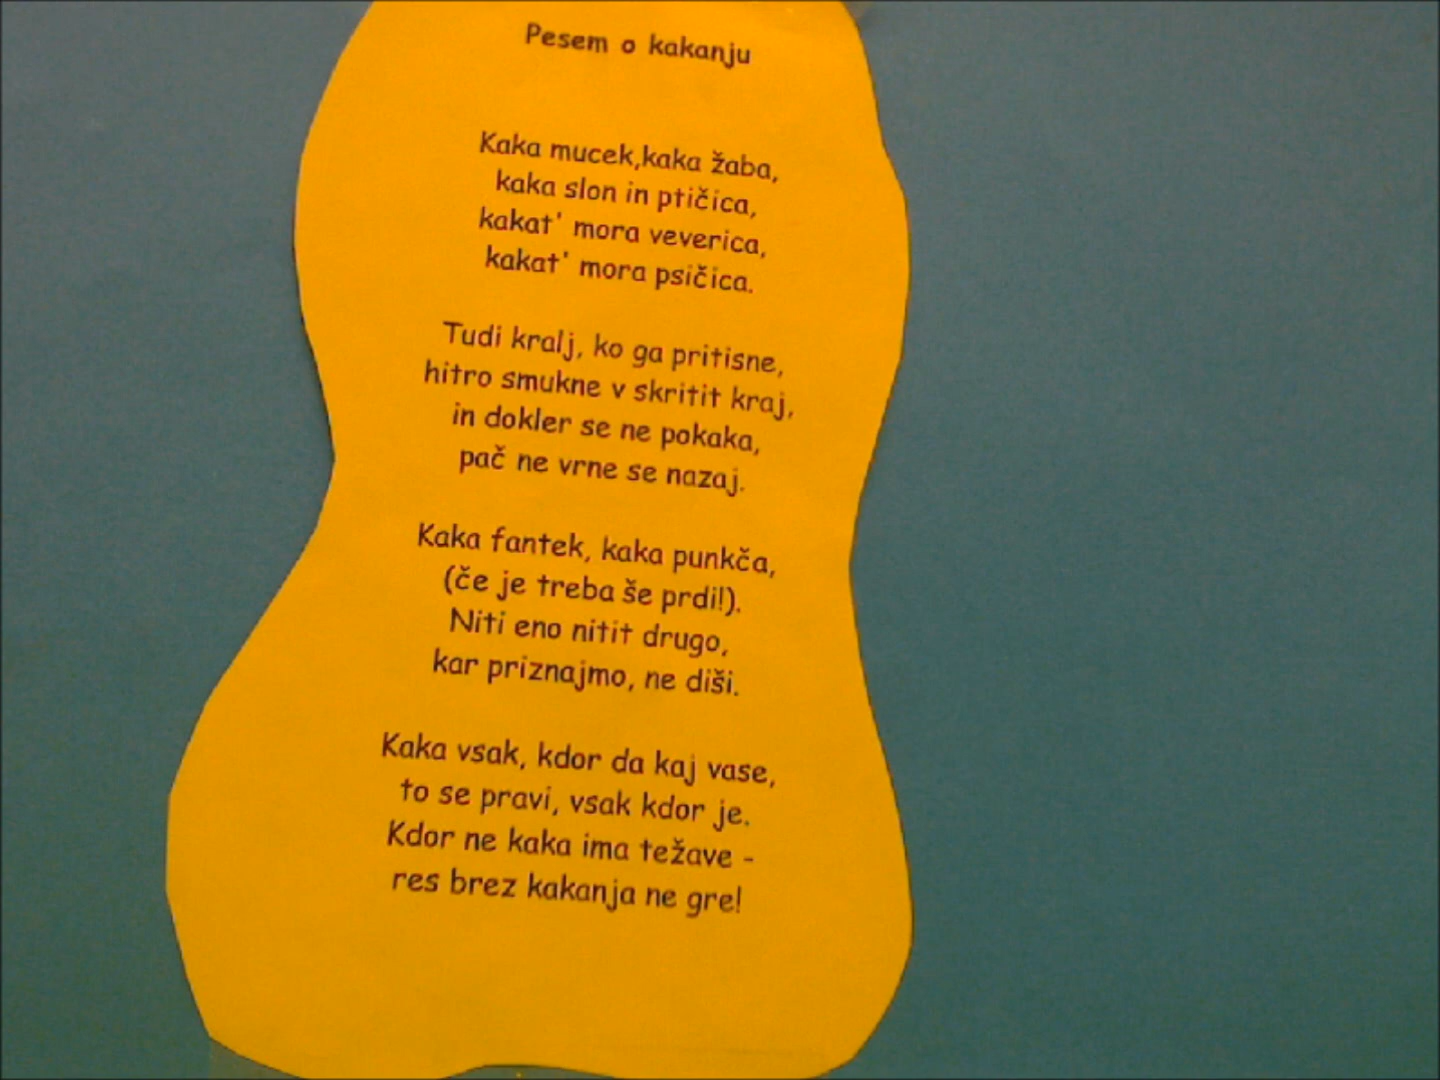 Pesem o kakanju
Kaka mucek,kaka žaba,
kaka slon in ptičica,
kakat' mora veverica,
kakat' mora psičica.
Tudi kralj, ko ga pritisne,
hitro smukne v skritit kraj,
in dokler se ne pokaka,
pač ne vrne se nazaj.
Kaka fantek, kaka punkča,
(če je treba še prdi!).
Niti eno nitit drugo,
kar priznajmo, ne diši.
Kaka vsak, kdor da kaj vase,
to se pravi, vsak kdor je.
Kdor ne kaka ima težave -
res brez kakanja ne gre!